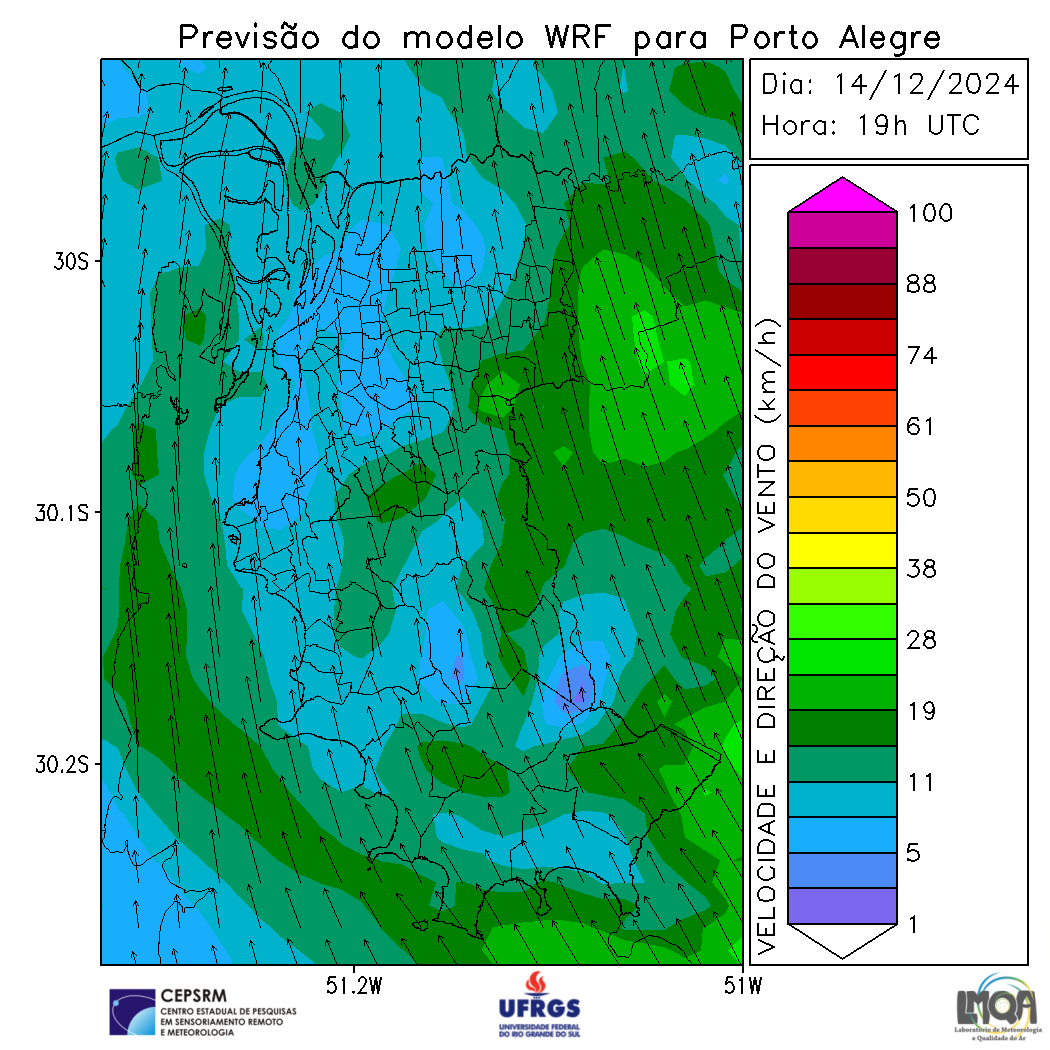 Previsão do modelo WRF para Porto Alegre
Dia: 14/12/2024
Hora: 19h UTC
30S
30.1S
30.2S
51.2W
51W
VELOCIDADE E DIREÇÃO DO VENTO (km/h)
100
88
74
61
50
38
28
19
11
5
1
CEPSRM
CENTRO ESTADUAL DE PESQUISAS
EM SENSORIAMENTO REMOTO
E METEOROLOGIA
UFRGS
UNIVERSIDADE FEDERAL
DO RIO GRANDE DO SUL
LMQA
Laboratório de Meteorologia
e Qualidade do Ar